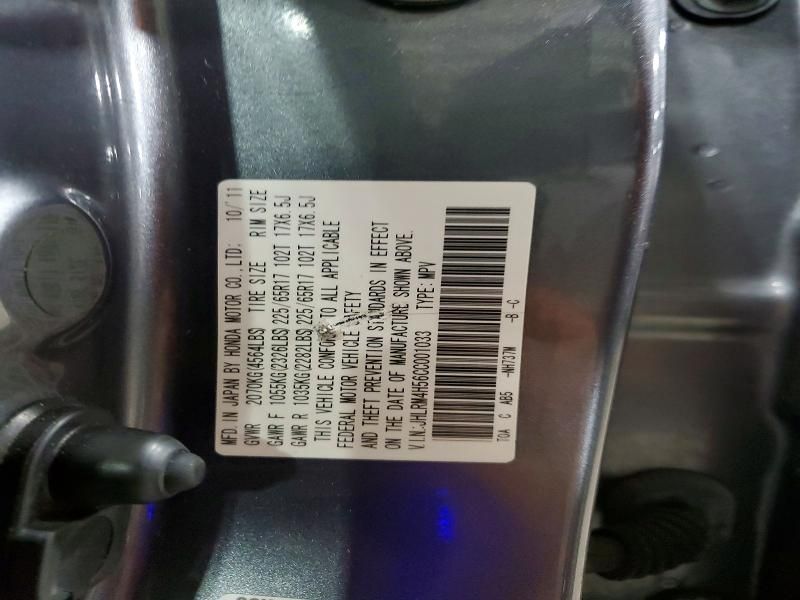 MFD. IN JAPAN BY HONDA MOTOR CO., LTD: 10/'11
GVWR 2070KG(4564LBS) TIRE SIZE RIM SIZE
GAWR F 1055KG(2326LBS) 225/65R17 102T 17X6.5J
GAWR R 1035KG(2282LBS) 225/65R17 102T 17X6.5J
THIS VEHICLE CONFORMS TO ALL APPLICABLE
FEDERAL MOTOR VEHICLE SAFETY
AND THEFT PREVENTION STANDARDS IN EFFECT
ON THE DATE OF MANUFACTURE SHOWN ABOVE.
V.I.N:JHLRM4H56CC001033 TYPE: MPV
TOA C AB5 -NH737M -B -C